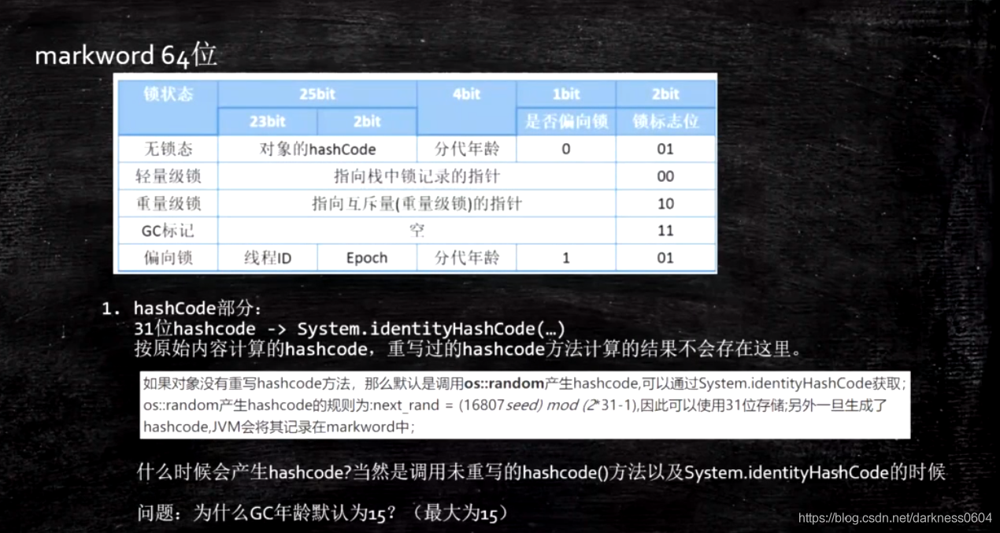 markword 64位
锁状态 25bit 4bit 1bit 2bit
23bit 2bit 是否偏向锁 锁标志位
无锁态 对象的hashCode 分代年龄 0 01
轻量级锁 指向栈中锁记录的指针 00
重量级锁 指向互斥量(重量级锁)的指针 10
GC标记 空 11
偏向锁 线程ID Epoch 分代年龄 1 01
1. hashCode部分:
31位hashcode -> System.identityHashCode(…)
按原始内容计算的hashcode，重写过的hashcode方法计算的结果不会存在这里。
如果对象没有重写hashcode方法，那么默认是调用os::random产生hashcode,可以通过System.identityHashCode获取；
os::random产生hashcode的规则为:next_rand = (16807seed) mod (2*31-1),因此可以使用31位存储;另外一旦生成了
hashcode,JVM会将其记录在markword中；
什么时候会产生hashcode?当然是调用未重写的hashcode()方法以及System.identityHashCode的时候
问题：为什么GC年龄默认为15？（最大为15）
https://blog.csdn.net/darkness0604